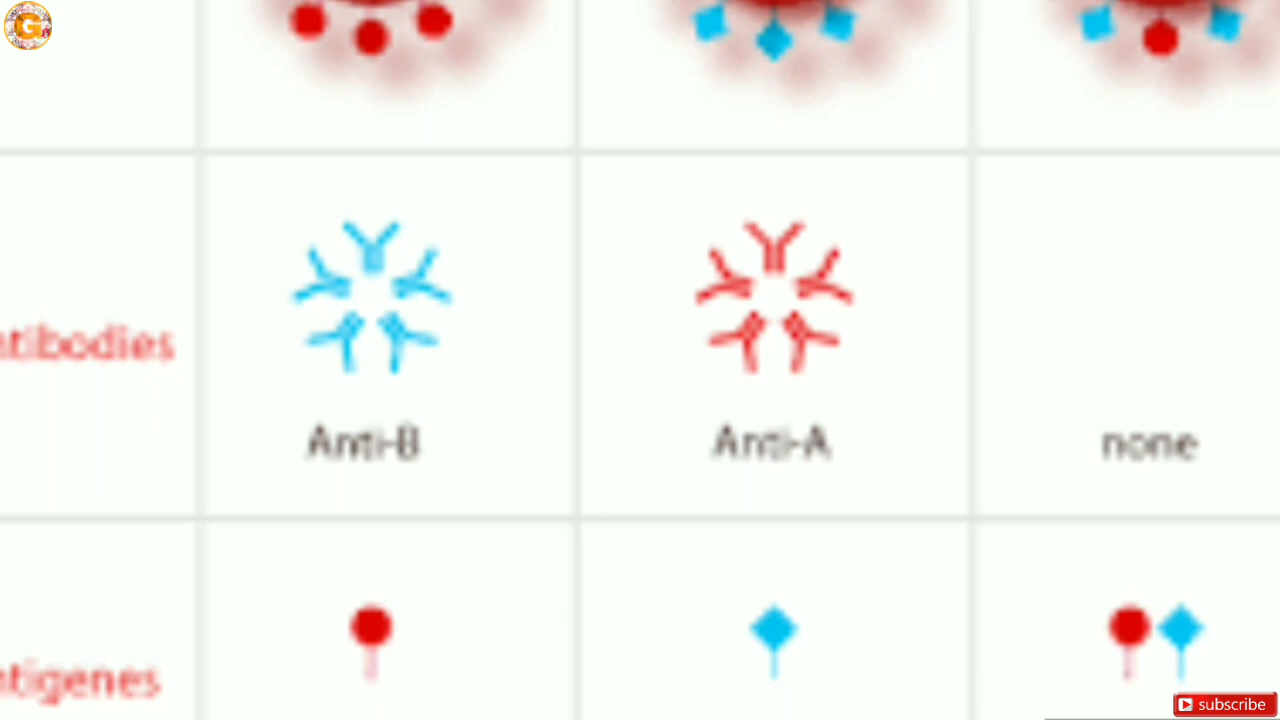 G
ntibodies
Anti-B
Anti-A
none
ntigenes
subscribe